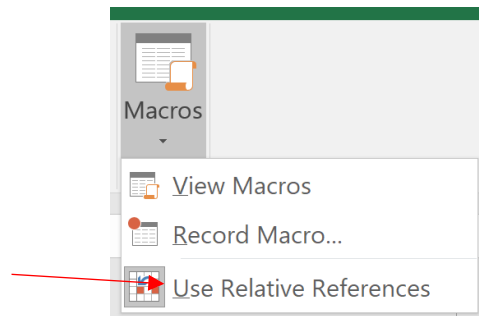 Macros
View Macros
Record Macro...
Use Relative References